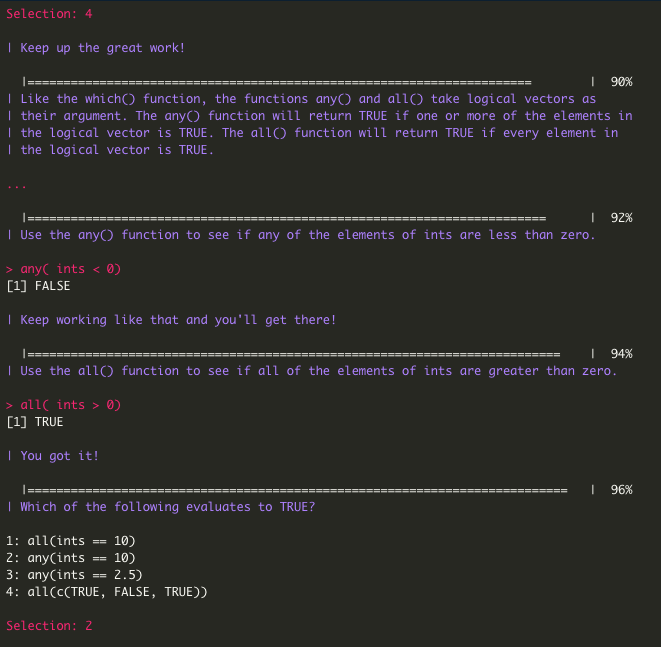 Selection: 4
| Keep up the great work!
|======================================================================        |  90%
| Like the which() function, the functions any() and all() take logical vectors as
| their argument. The any() function will return TRUE if one or more of the elements in
| the logical vector is TRUE. The all() function will return TRUE if every element in
| the logical vector is TRUE.
...
|========================================================================      |  92%
| Use the any() function to see if any of the elements of ints are less than zero.
> any( ints < 0)
[1] FALSE
| Keep working like that and you'll get there!
|==========================================================================    |  94%
| Use the all() function to see if all of the elements of ints are greater than zero.
> all( ints > 0)
[1] TRUE
| You got it!
|===========================================================================   |  96%
| Which of the following evaluates to TRUE?
1: all(ints == 10)
2: any(ints == 10)
3: any(ints == 2.5)
4: all(c(TRUE, FALSE, TRUE))
Selection: 2